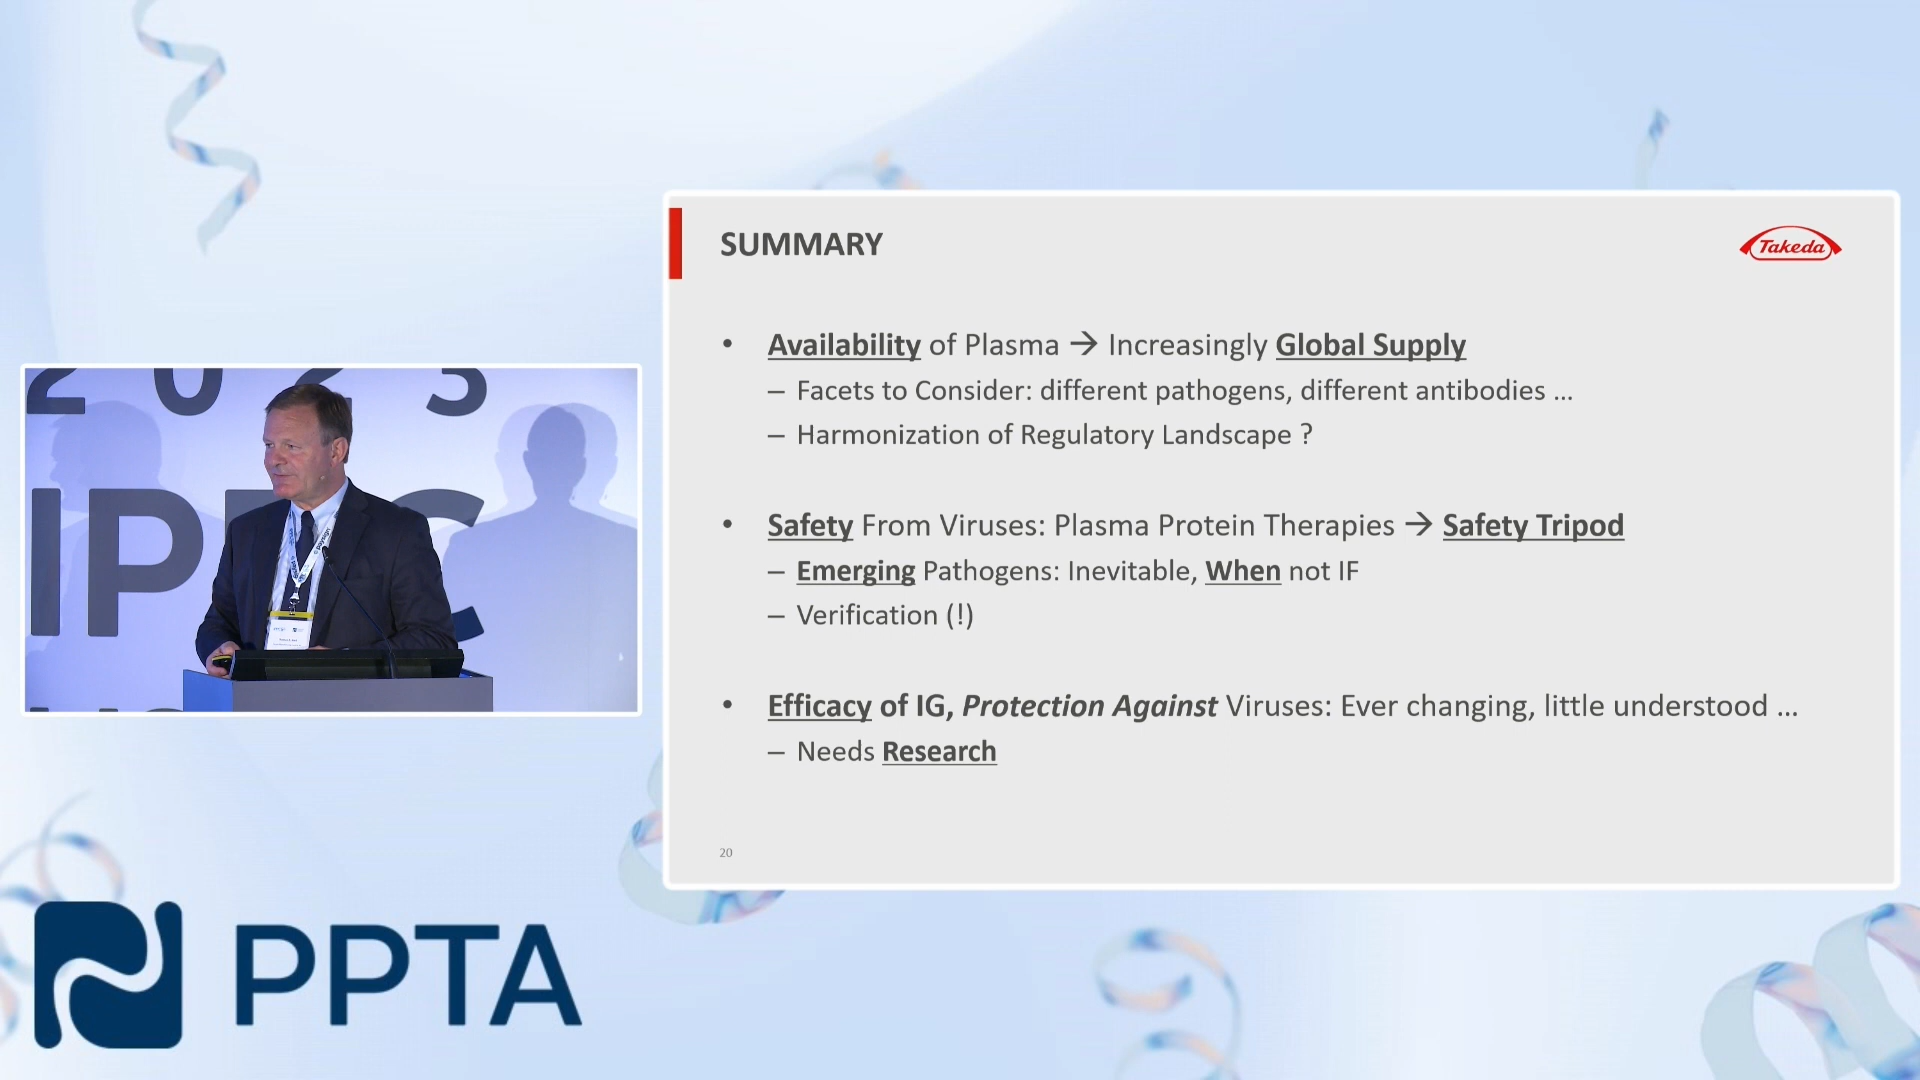 2023
SUMMARY
Takeda
• Availability of Plasma → Increasingly Global Supply
– Facets to Consider: different pathogens, different antibodies ...
– Harmonization of Regulatory Landscape ?
• Safety From Viruses: Plasma Protein Therapies → Safety Tripod
– Emerging Pathogens: Inevitable, When not IF
– Verification (!)
• Efficacy of IG, Protection Against Viruses: Ever changing, little understood ...
– Needs Research
20
PPTA